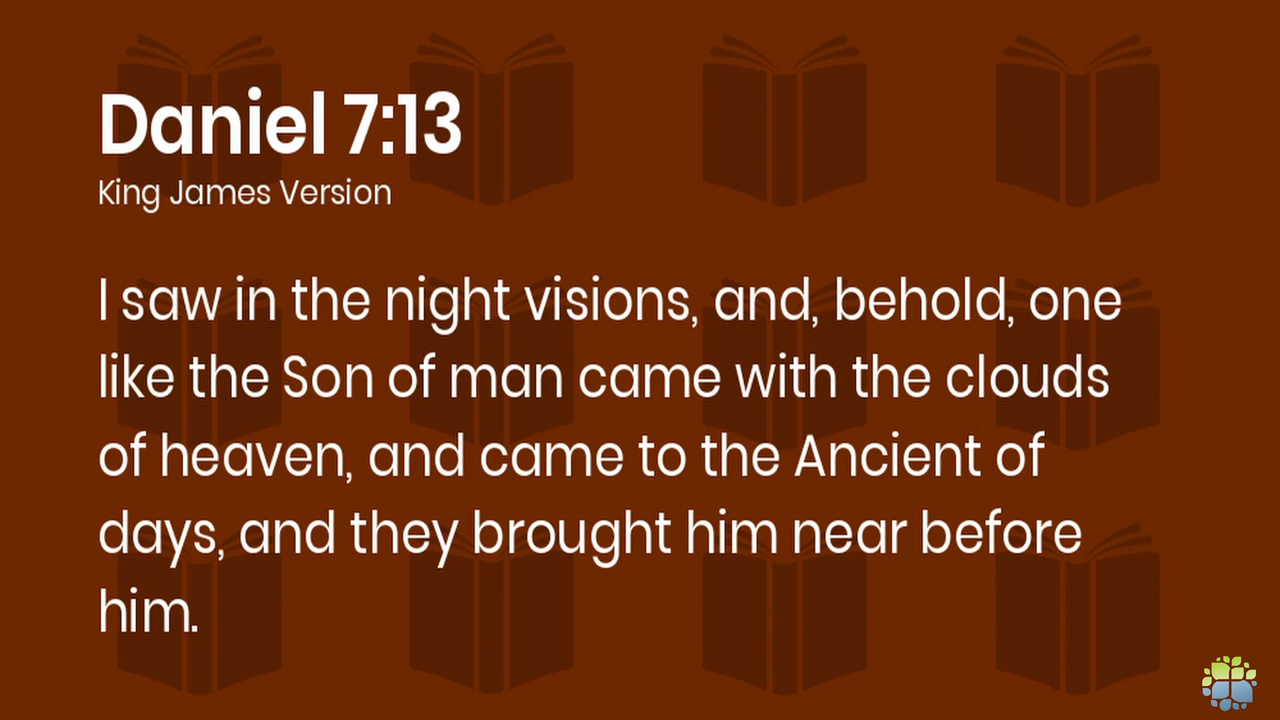 Daniel 7:13
King James Version
I saw in the night visions, and, behold, one
like the Son of man came with the clouds
of heaven, and came to the Ancient of
days, and they brought him near before
him.